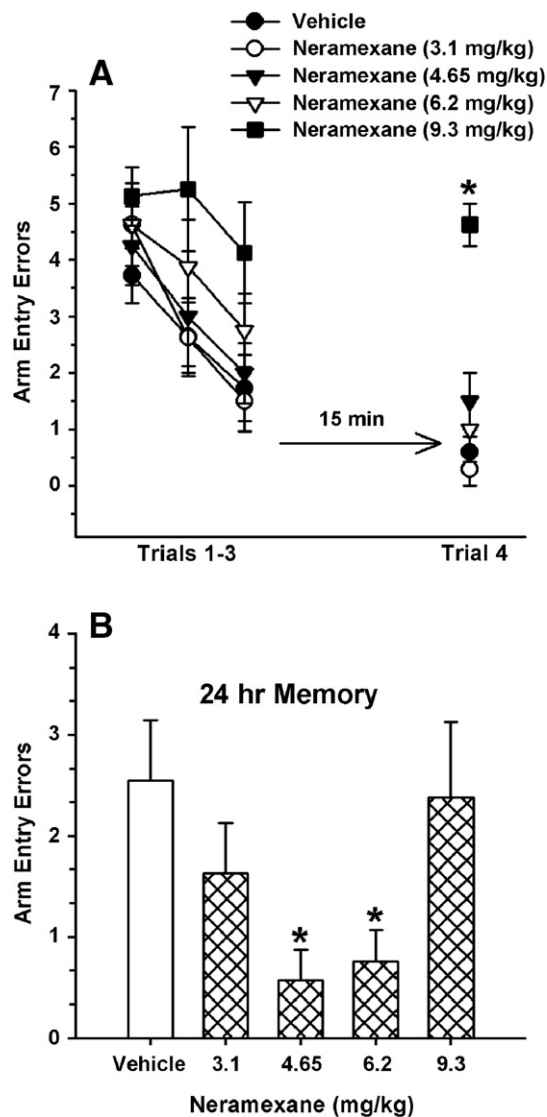 Vehicle
Neramexane (3.1 mg/kg)
Neramexane (4.65 mg/kg)
Neramexane (6.2 mg/kg)
Neramexane (9.3 mg/kg)
A
7
6
5
4
3
2
1
0
Arm Entry Errors
*
15 min
Trials 1-3 Trial 4
B
4
3
2
1
0
Arm Entry Errors
24 hr Memory
* *
Vehicle 3.1 4.65 6.2 9.3
Neramexane (mg/kg)